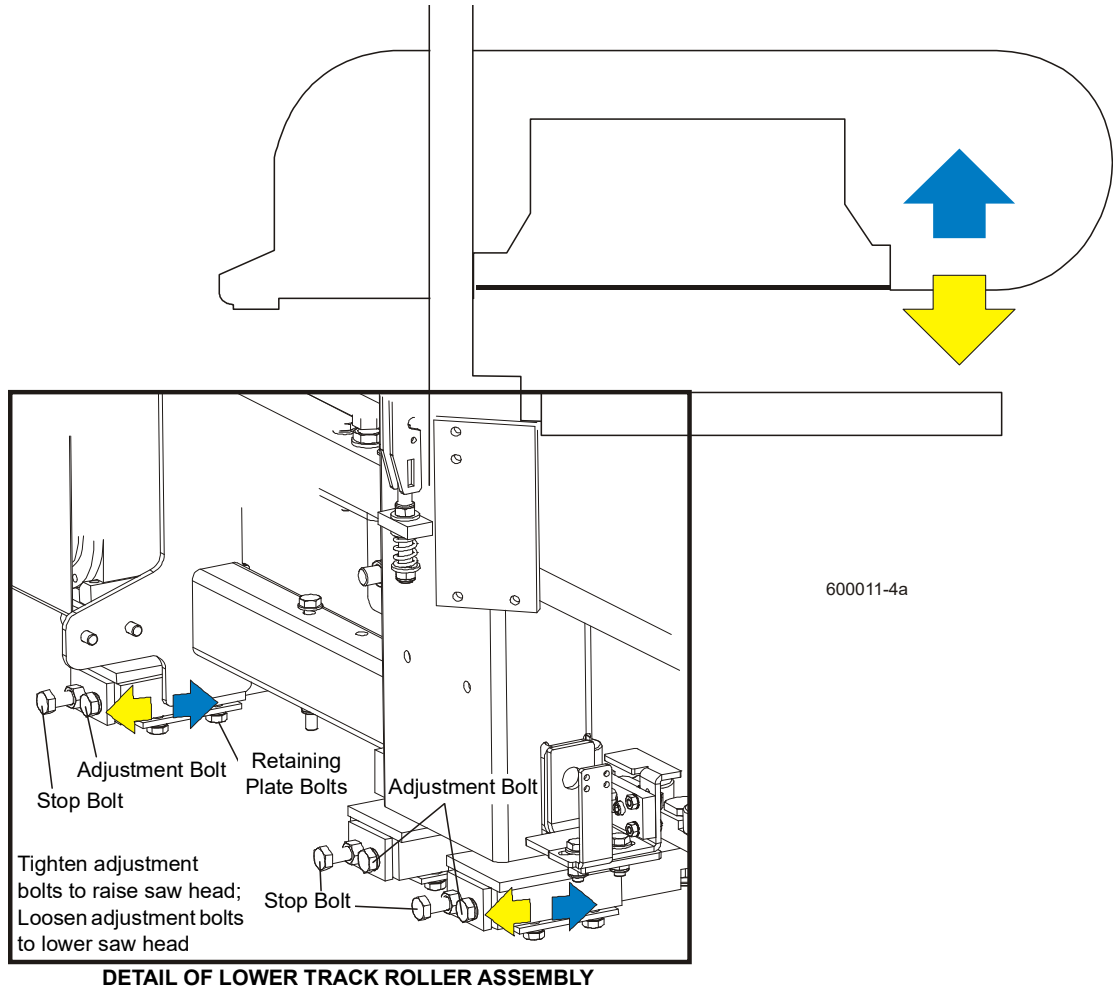 600011-4a
Adjustment Bolt
Stop Bolt
Retaining
Plate Bolts
Adjustment Bolt
Stop Bolt
Tighten adjustment
bolts to raise saw head;
Loosen adjustment bolts
to lower saw head
DETAIL OF LOWER TRACK ROLLER ASSEMBLY